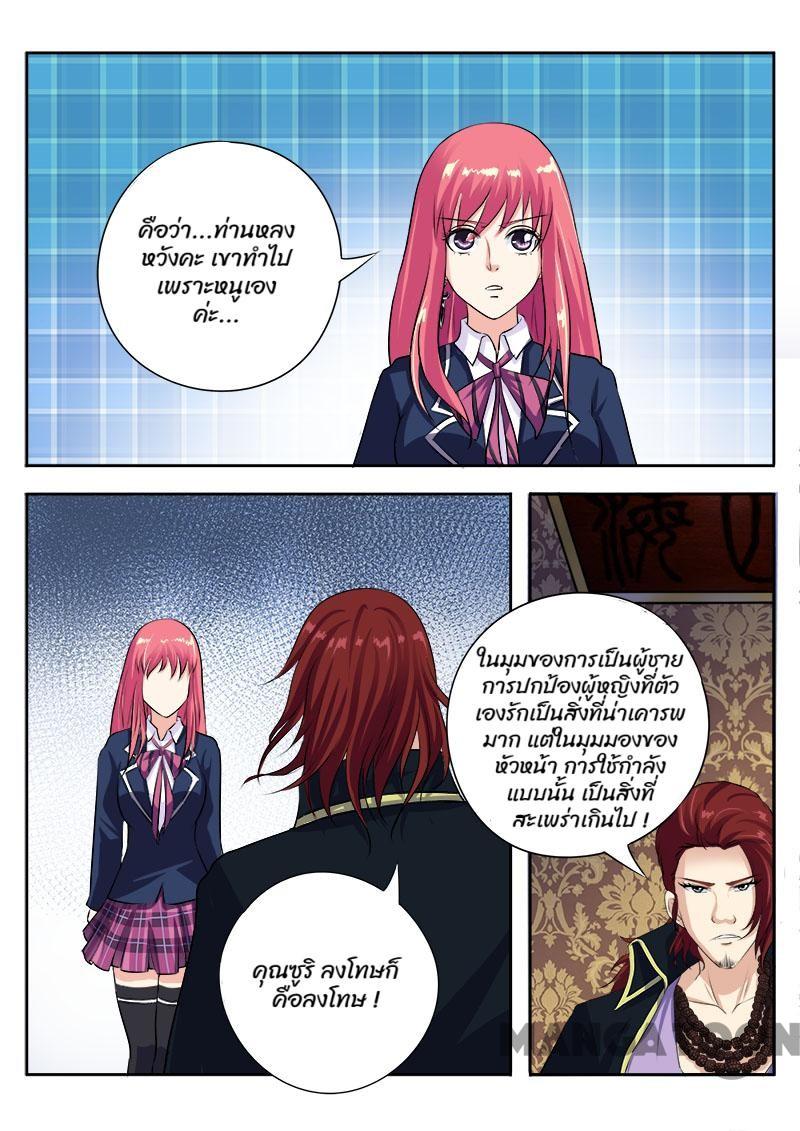 คือว่า...ท่านหลง
หวังคะ เขาทำไป
เพราะหนูเอง
ค่ะ...
ในมุมของการเป็นผู้ชาย
การปกป้องผู้หญิงที่ตัว
เองรักเป็นสิ่งที่น่าเคารพ
มาก แต่ในมุมมองของ
หัวหน้า การใช้กำลัง
แบบนั้น เป็นสิ่งที่
สะเพร่าเกินไป !
คุณซูริ ลงโทษก็
คือลงโทษ !
MANGATOON